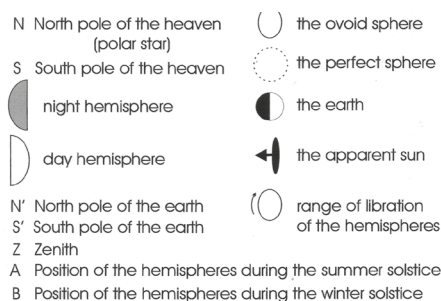 N North pole of the heaven
(polar star)
S South pole of the heaven
night hemisphere
day hemisphere
N' North pole of the earth
S' South pole of the earth
Z Zenith
the ovoid sphere
the perfect sphere
the earth
the apparent sun
range of libration
of the hemispheres
A Position of the hemispheres during the summer solstice
B Position of the hemispheres during the winter solstice